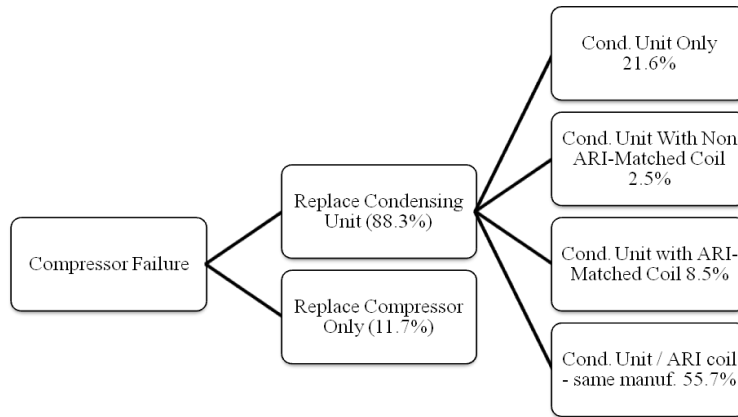 Cond. Unit Only
21.6%
Cond. Unit With Non
ARI-Matched Coil
2.5%
Replace Condensing
Unit (88.3%)
Cond. Unit with ARI-
Matched Coil 8.5%
Compressor Failure
Replace Compressor
Only (11.7%)
Cond. Unit / ARI coil
- same manuf. 55.7%